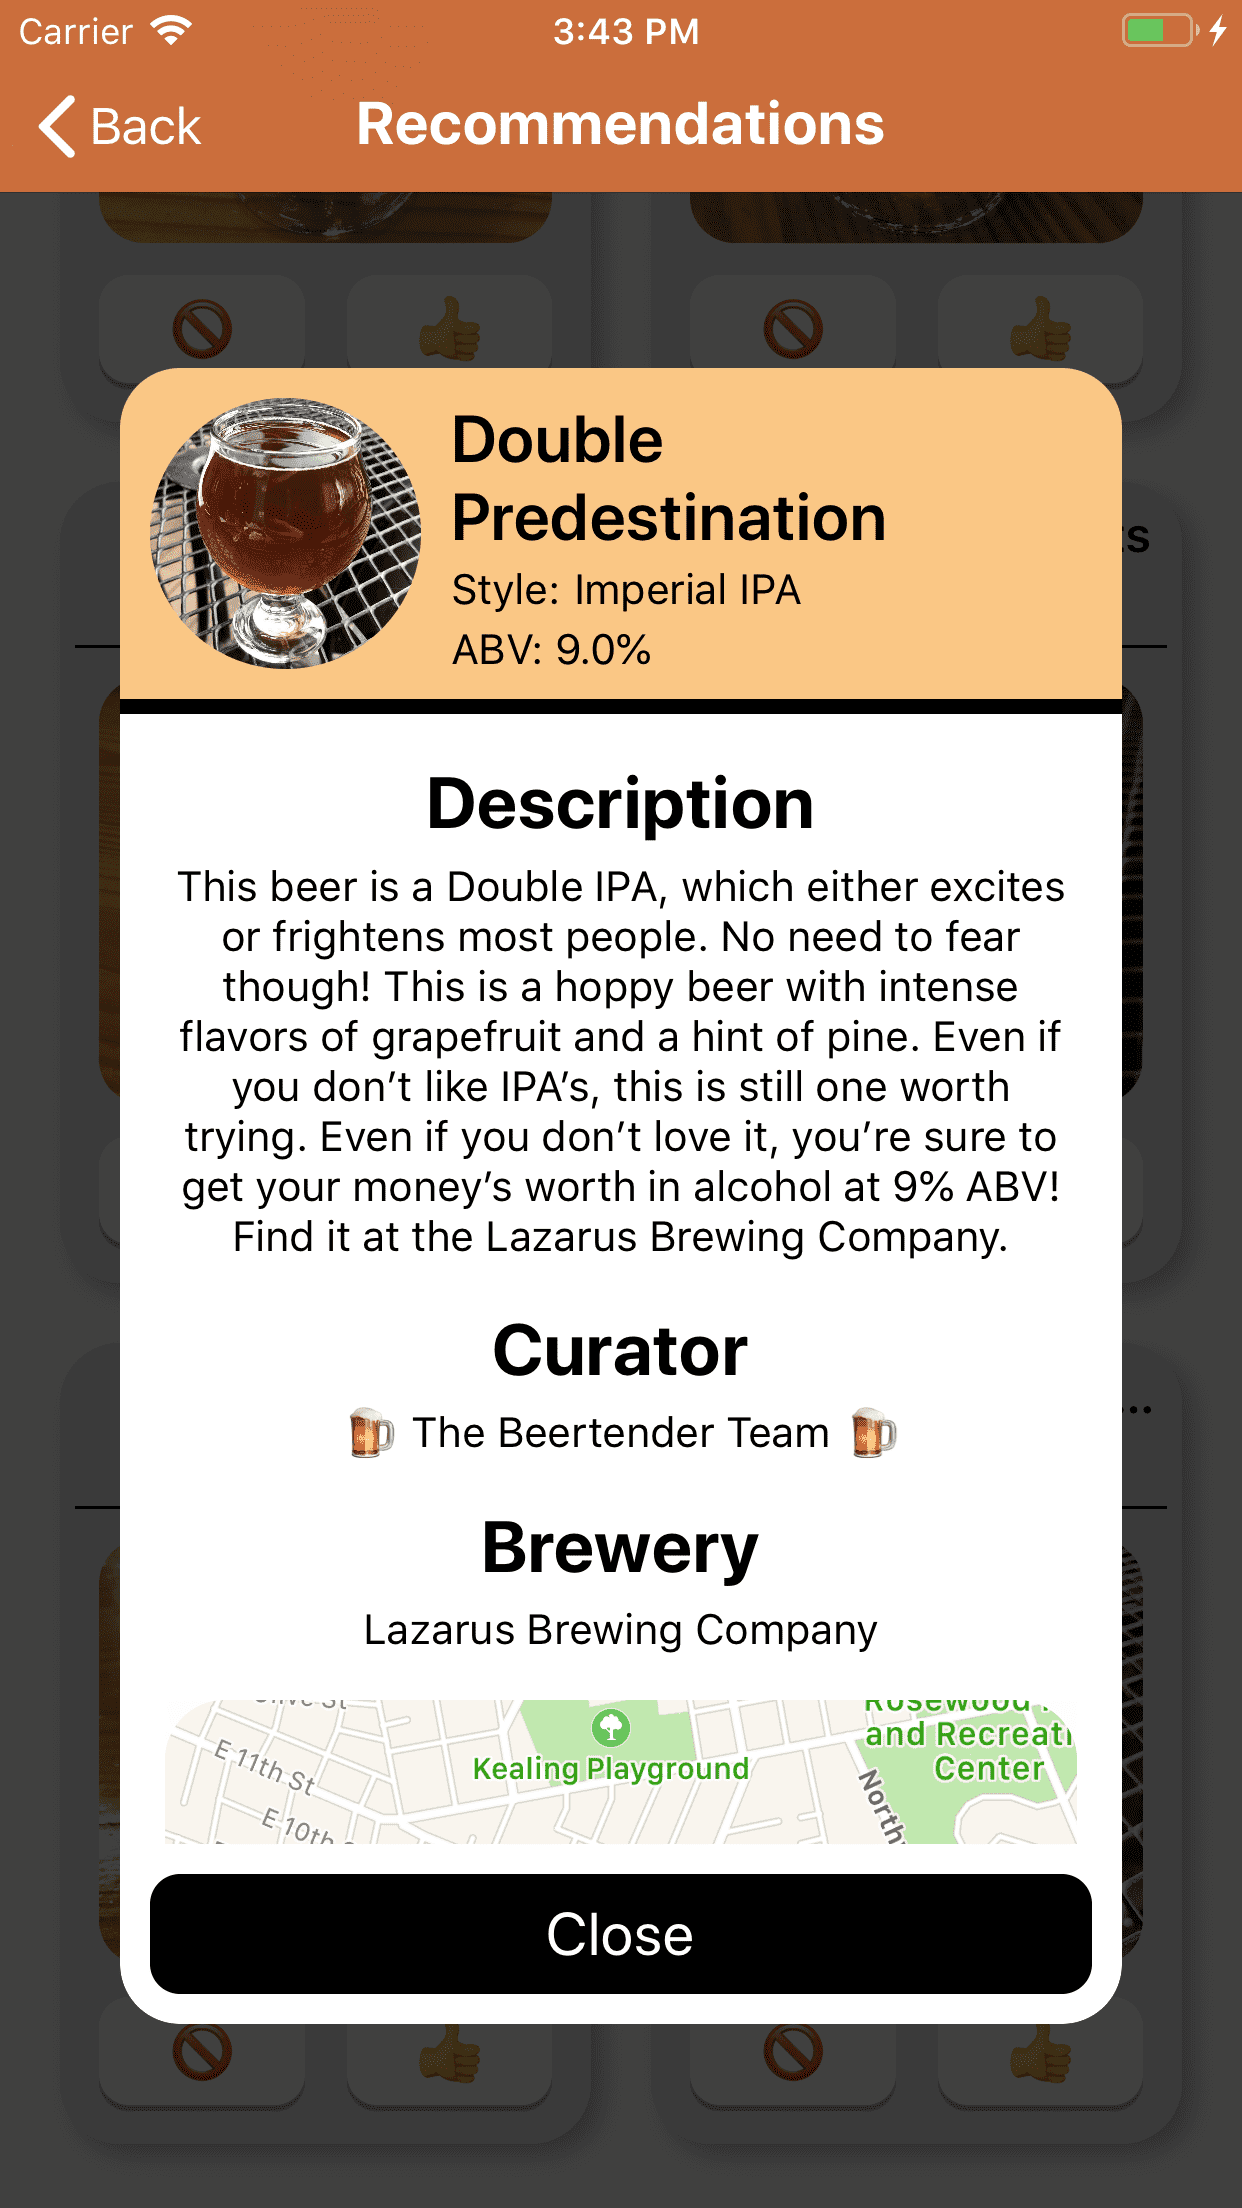 Carrier
3:43 PM
Back
Recommendations
Double
Predestination
Style: Imperial IPA
ABV: 9.0%
Description
This beer is a Double IPA, which either excites
or frightens most people. No need to fear
though! This is a hoppy beer with intense
flavors of grapefruit and a hint of pine. Even if
you don’t like IPA’s, this is still one worth
trying. Even if you don’t love it, you’re sure to
get your money’s worth in alcohol at 9% ABV!
Find it at the Lazarus Brewing Company.
Curator
🍺 The Beertender Team 🍺
Brewery
Lazarus Brewing Company
E 11th St
E 10th
Kealing Playground
Rosewood
and Recreati
Center
North
Close